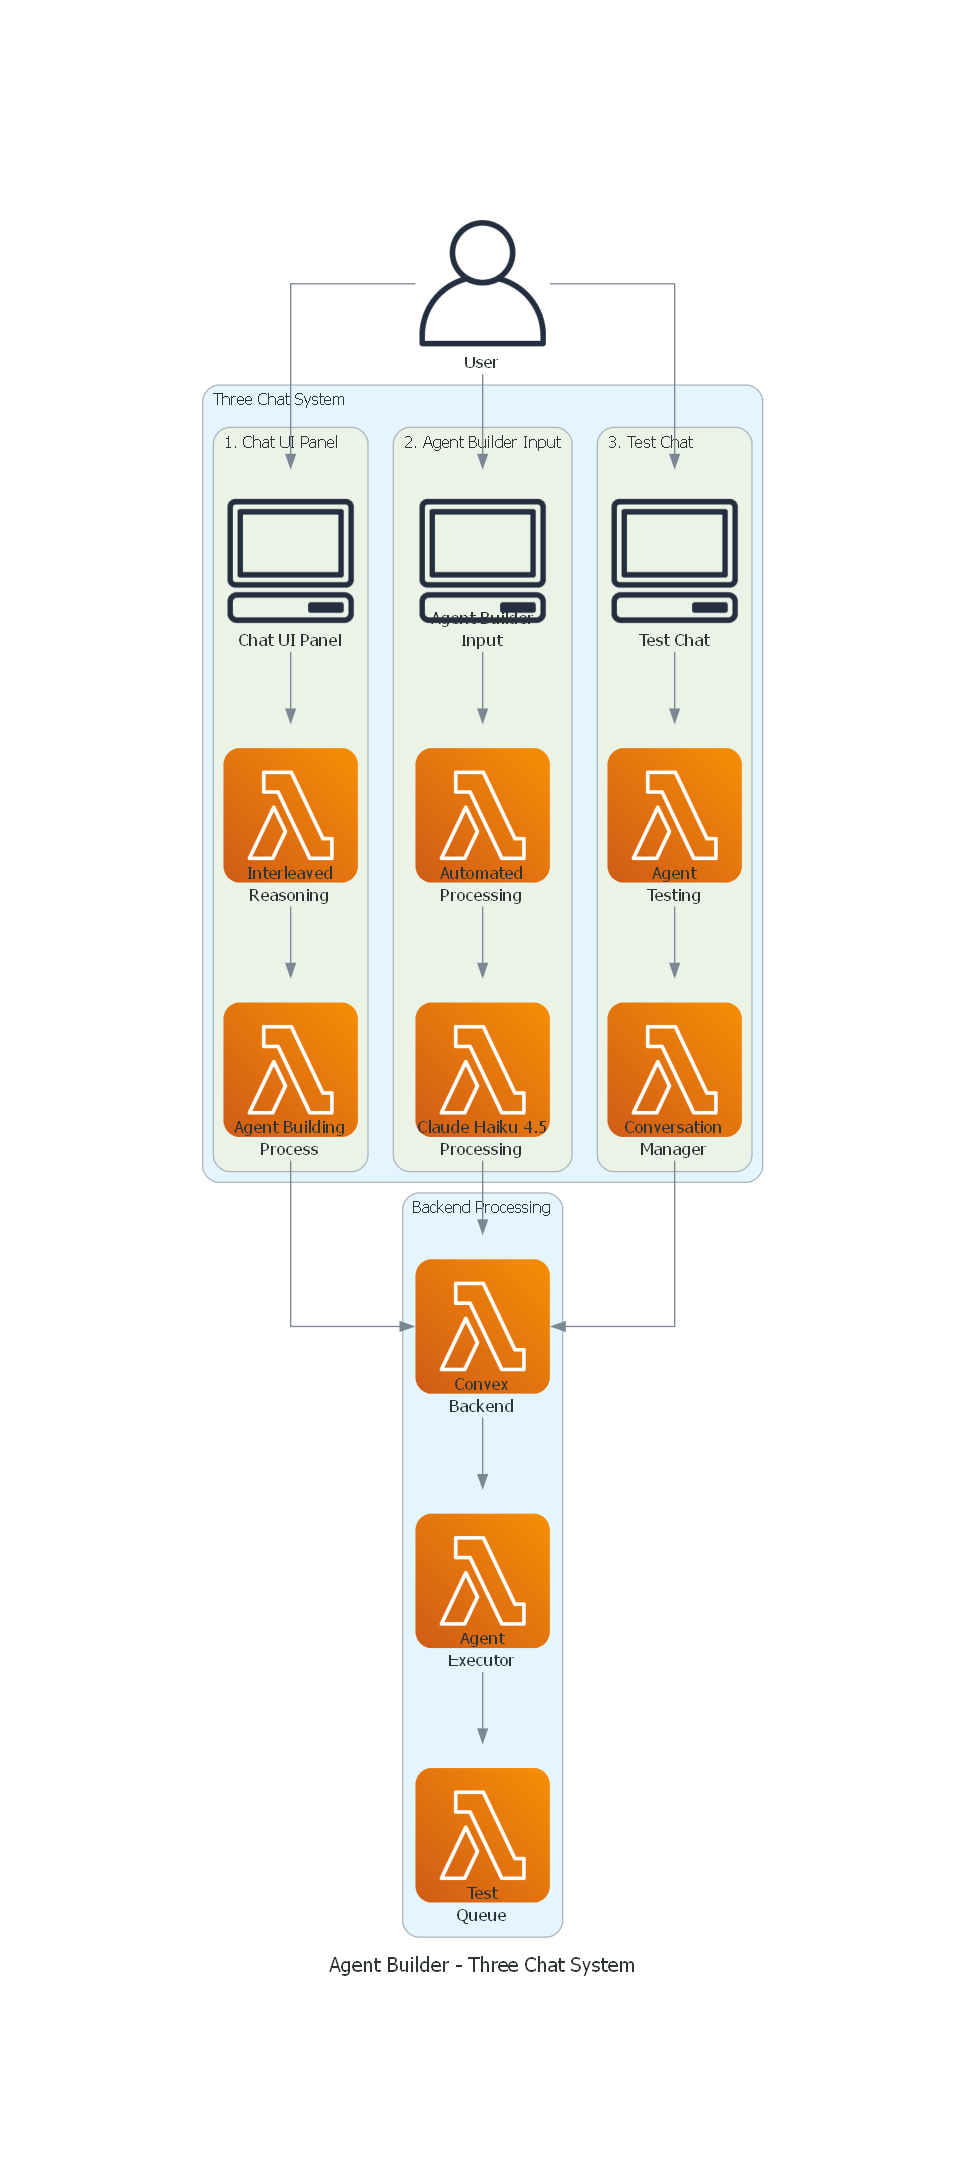 User
Three Chat System
1. Chat UI Panel
2. Agent Builder Input
3. Test Chat
Chat UI Panel
Agent Builder
Input
Test Chat
Interleaved
Reasoning
Automated
Processing
Agent
Testing
Agent Building
Process
Claude Haiku 4.5
Processing
Conversation
Manager
Backend Processing
Convex
Backend
Agent
Executor
Test
Queue
Agent Builder - Three Chat System